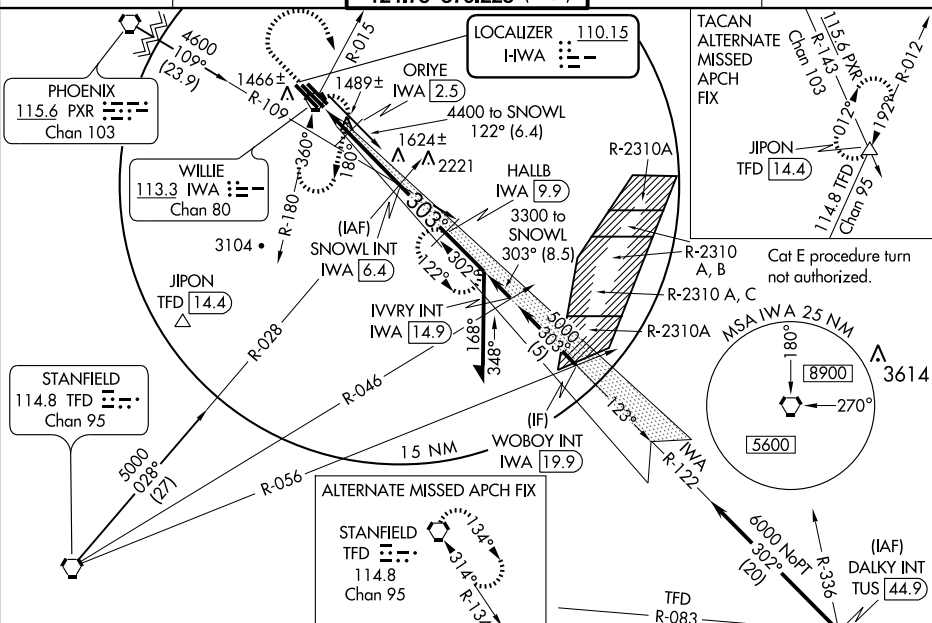 4600
109°
(23.9)
R-015
LOCALIZER 110.15
I-IWA
TACAN
ALTERNATE
MISSED
APCH
FIX
115.6 PXR
R-143
Chan 103
R-012
012°
192°
JIPON
TFD 14.4
114.8 TFD
Chan 95
PHOENIX
115.6 PXR
Chan 103
1466±
R-109
1489±
ORIYE
IWA 2.5
4400 to SNOWL
122° (6.4)
1624±
2221
WILLIE
113.3 IWA
Chan 80
360°
180°
R-180
303°
HALLB
IWA 9.9
3300 to
SNOWL
303° (8.5)
R-2310A
R-2310
A, B
R-2310 A, C
R-2310A
Cat E procedure turn
not authorized.
3104
(IAF)
SNOWL INT
IWA 6.4
302°
122°
JIPON
TFD 14.4
R-028
IVVRY INT
IWA 14.9
168°
348°
5000
303°
(5)
MSA IWA 25 NM
180°
8900
270°
5600
3614
STANFIELD
114.8 TFD
Chan 95
R-046
(IF)
WOBOY INT
IWA 19.9
123°
IWA
R-122
15 NM
5000
028°
(27)
R-056
ALTERNATE MISSED APCH FIX
STANFIELD
TFD
114.8
Chan 95
134°
314°
R-134
6000 NoPT
302°
(20)
R-336
(IAF)
DALKY INT
TUS 44.9
TFD
R-083